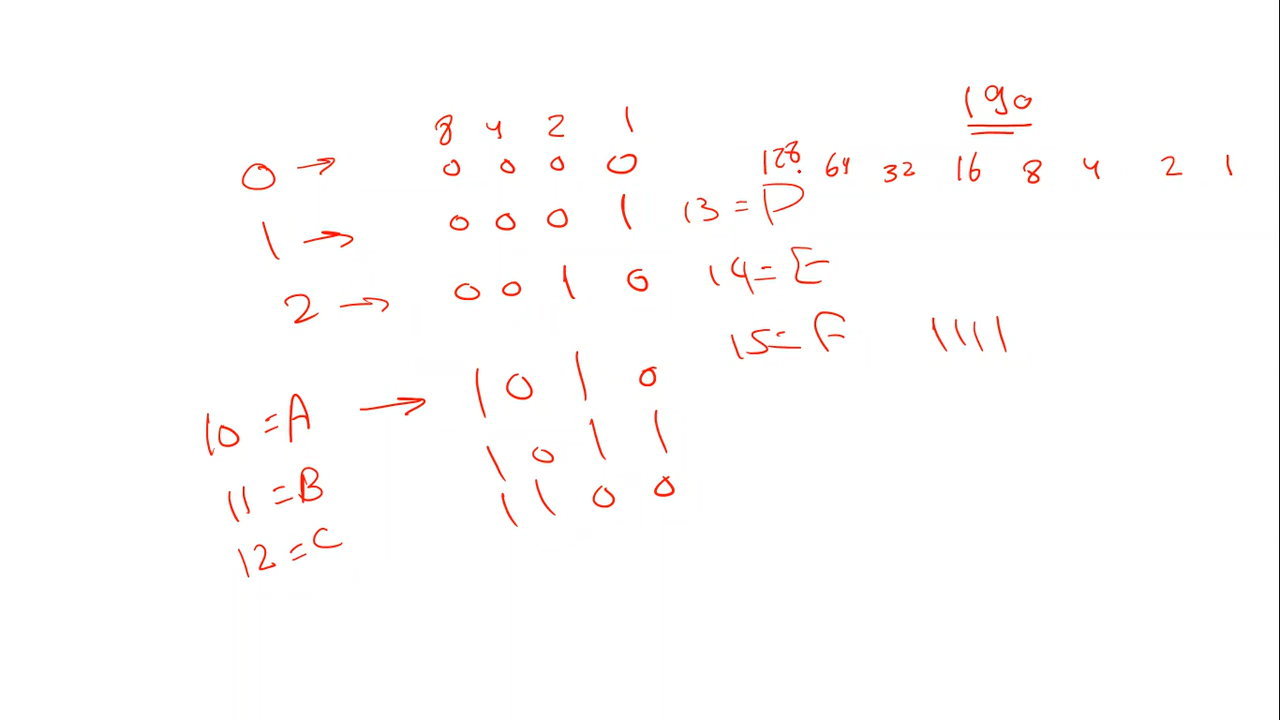 190
8 4 2 1
0 → 0 0 0 0
128 64 32 16 8 4 2 1
1 → 0 0 0 1
13 = D
2 → 0 0 1 0
14 = E
15 = F 1111
10 = A → 1 0 1 0
11 = B 1 0 1 1
12 = C 1 1 0 0